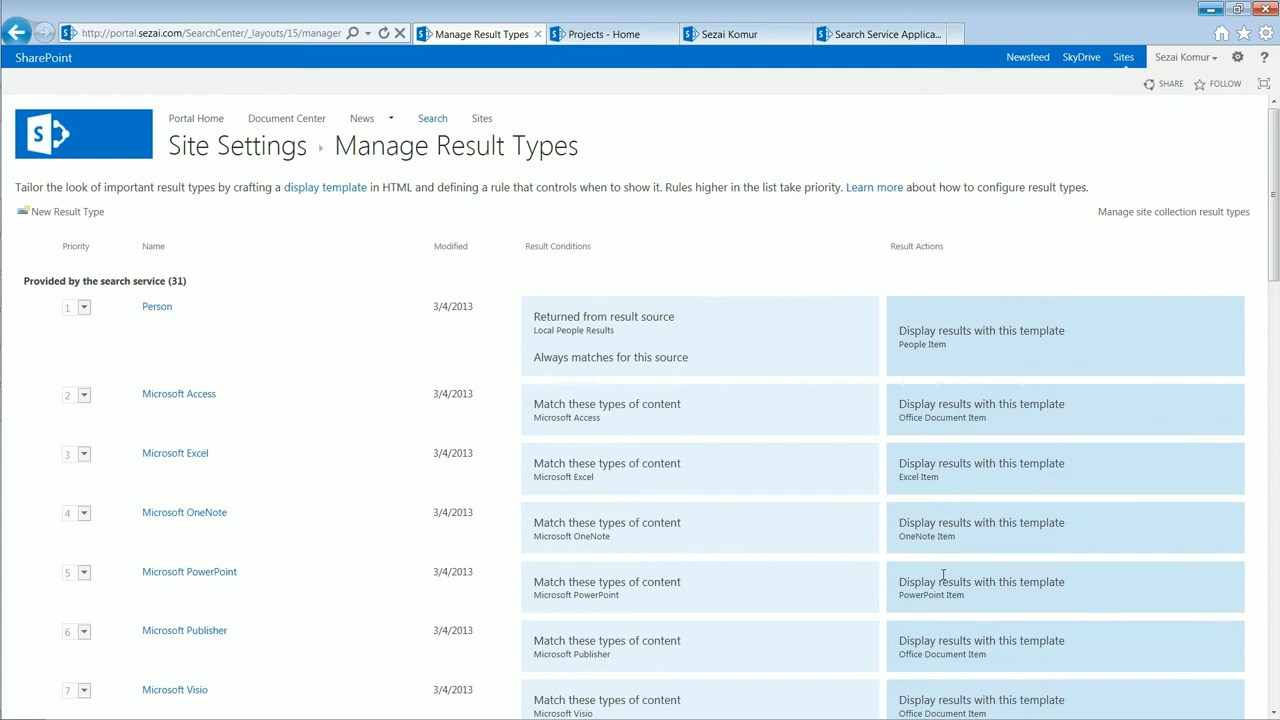 http://portal.sezai.com/SearchCenter/_layouts/15/manager
Manage Result Types
Projects - Home
Sezai Komur
Search Service Applica...
SharePoint
Newsfeed
SkyDrive
Sites
Sezai Komur
?
SHARE
FOLLOW
S
Portal Home
Document Center
News
Search
Sites
Site Settings › Manage Result Types
Tailor the look of important result types by crafting a display template in HTML and defining a rule that controls when to show it. Rules higher in the list take priority. Learn more about how to configure result types.
New Result Type
Manage site collection result types
Priority
Name
Modified
Result Conditions
Result Actions
Provided by the search service (31)
1
Person
3/4/2013
Returned from result source
Local People Results
Always matches for this source
Display results with this template
People Item
2
Microsoft Access
3/4/2013
Match these types of content
Microsoft Access
Display results with this template
Office Document Item
3
Microsoft Excel
3/4/2013
Match these types of content
Microsoft Excel
Display results with this template
Excel Item
4
Microsoft OneNote
3/4/2013
Match these types of content
Microsoft OneNote
Display results with this template
OneNote Item
5
Microsoft PowerPoint
3/4/2013
Match these types of content
Microsoft PowerPoint
Display results with this template
PowerPoint Item
6
Microsoft Publisher
3/4/2013
Match these types of content
Microsoft Publisher
Display results with this template
Office Document Item
7
Microsoft Visio
3/4/2013
Match these types of content
Microsoft Visio
Display results with this template
Office Document Item